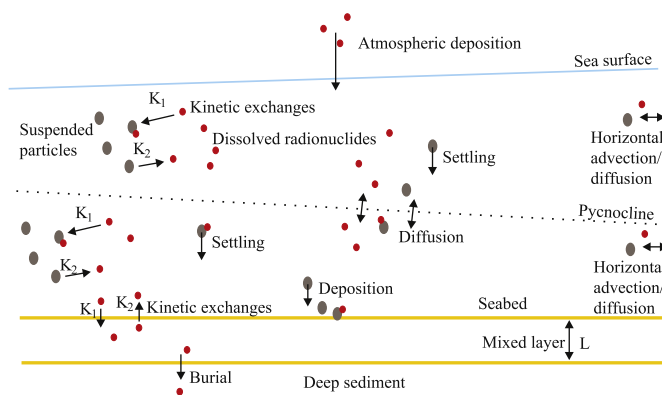 Atmospheric deposition
Sea surface
K1
Kinetic exchanges
Suspended
particles
Dissolved radionuclides
K2
Settling
Horizontal
advection/
diffusion
Pycnocline
K1
Settling
Diffusion
K2
Horizontal
advection/
diffusion
Deposition
K1
K2
Kinetic exchanges
Seabed
Mixed layer
L
Burial
Deep sediment